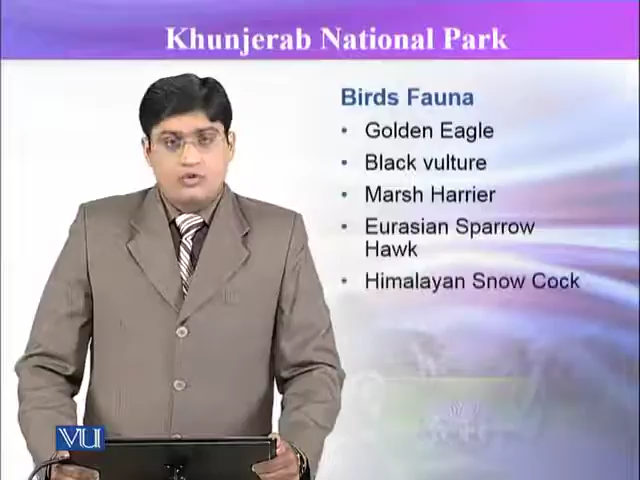 Khunjerab National Park
Birds Fauna
• Golden Eagle
• Black vulture
• Marsh Harrier
• Eurasian Sparrow
Hawk
• Himalayan Snow Cock
VU